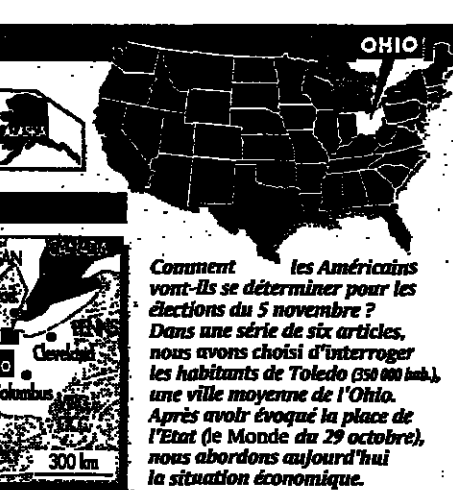 OHIO
ALASKA
Cleveland
300 km
Comment les Américains
vont-ils se déterminer pour les
élections du 5 novembre ?
Dans une série de six articles,
nous avons choisi d'interroger
les habitants de Toledo (350 000 hab.),
une ville moyenne de l'Ohio.
Après avoir évoqué la place de
l'Etat (le Monde du 29 octobre),
nous abordons aujourd'hui
la situation économique.